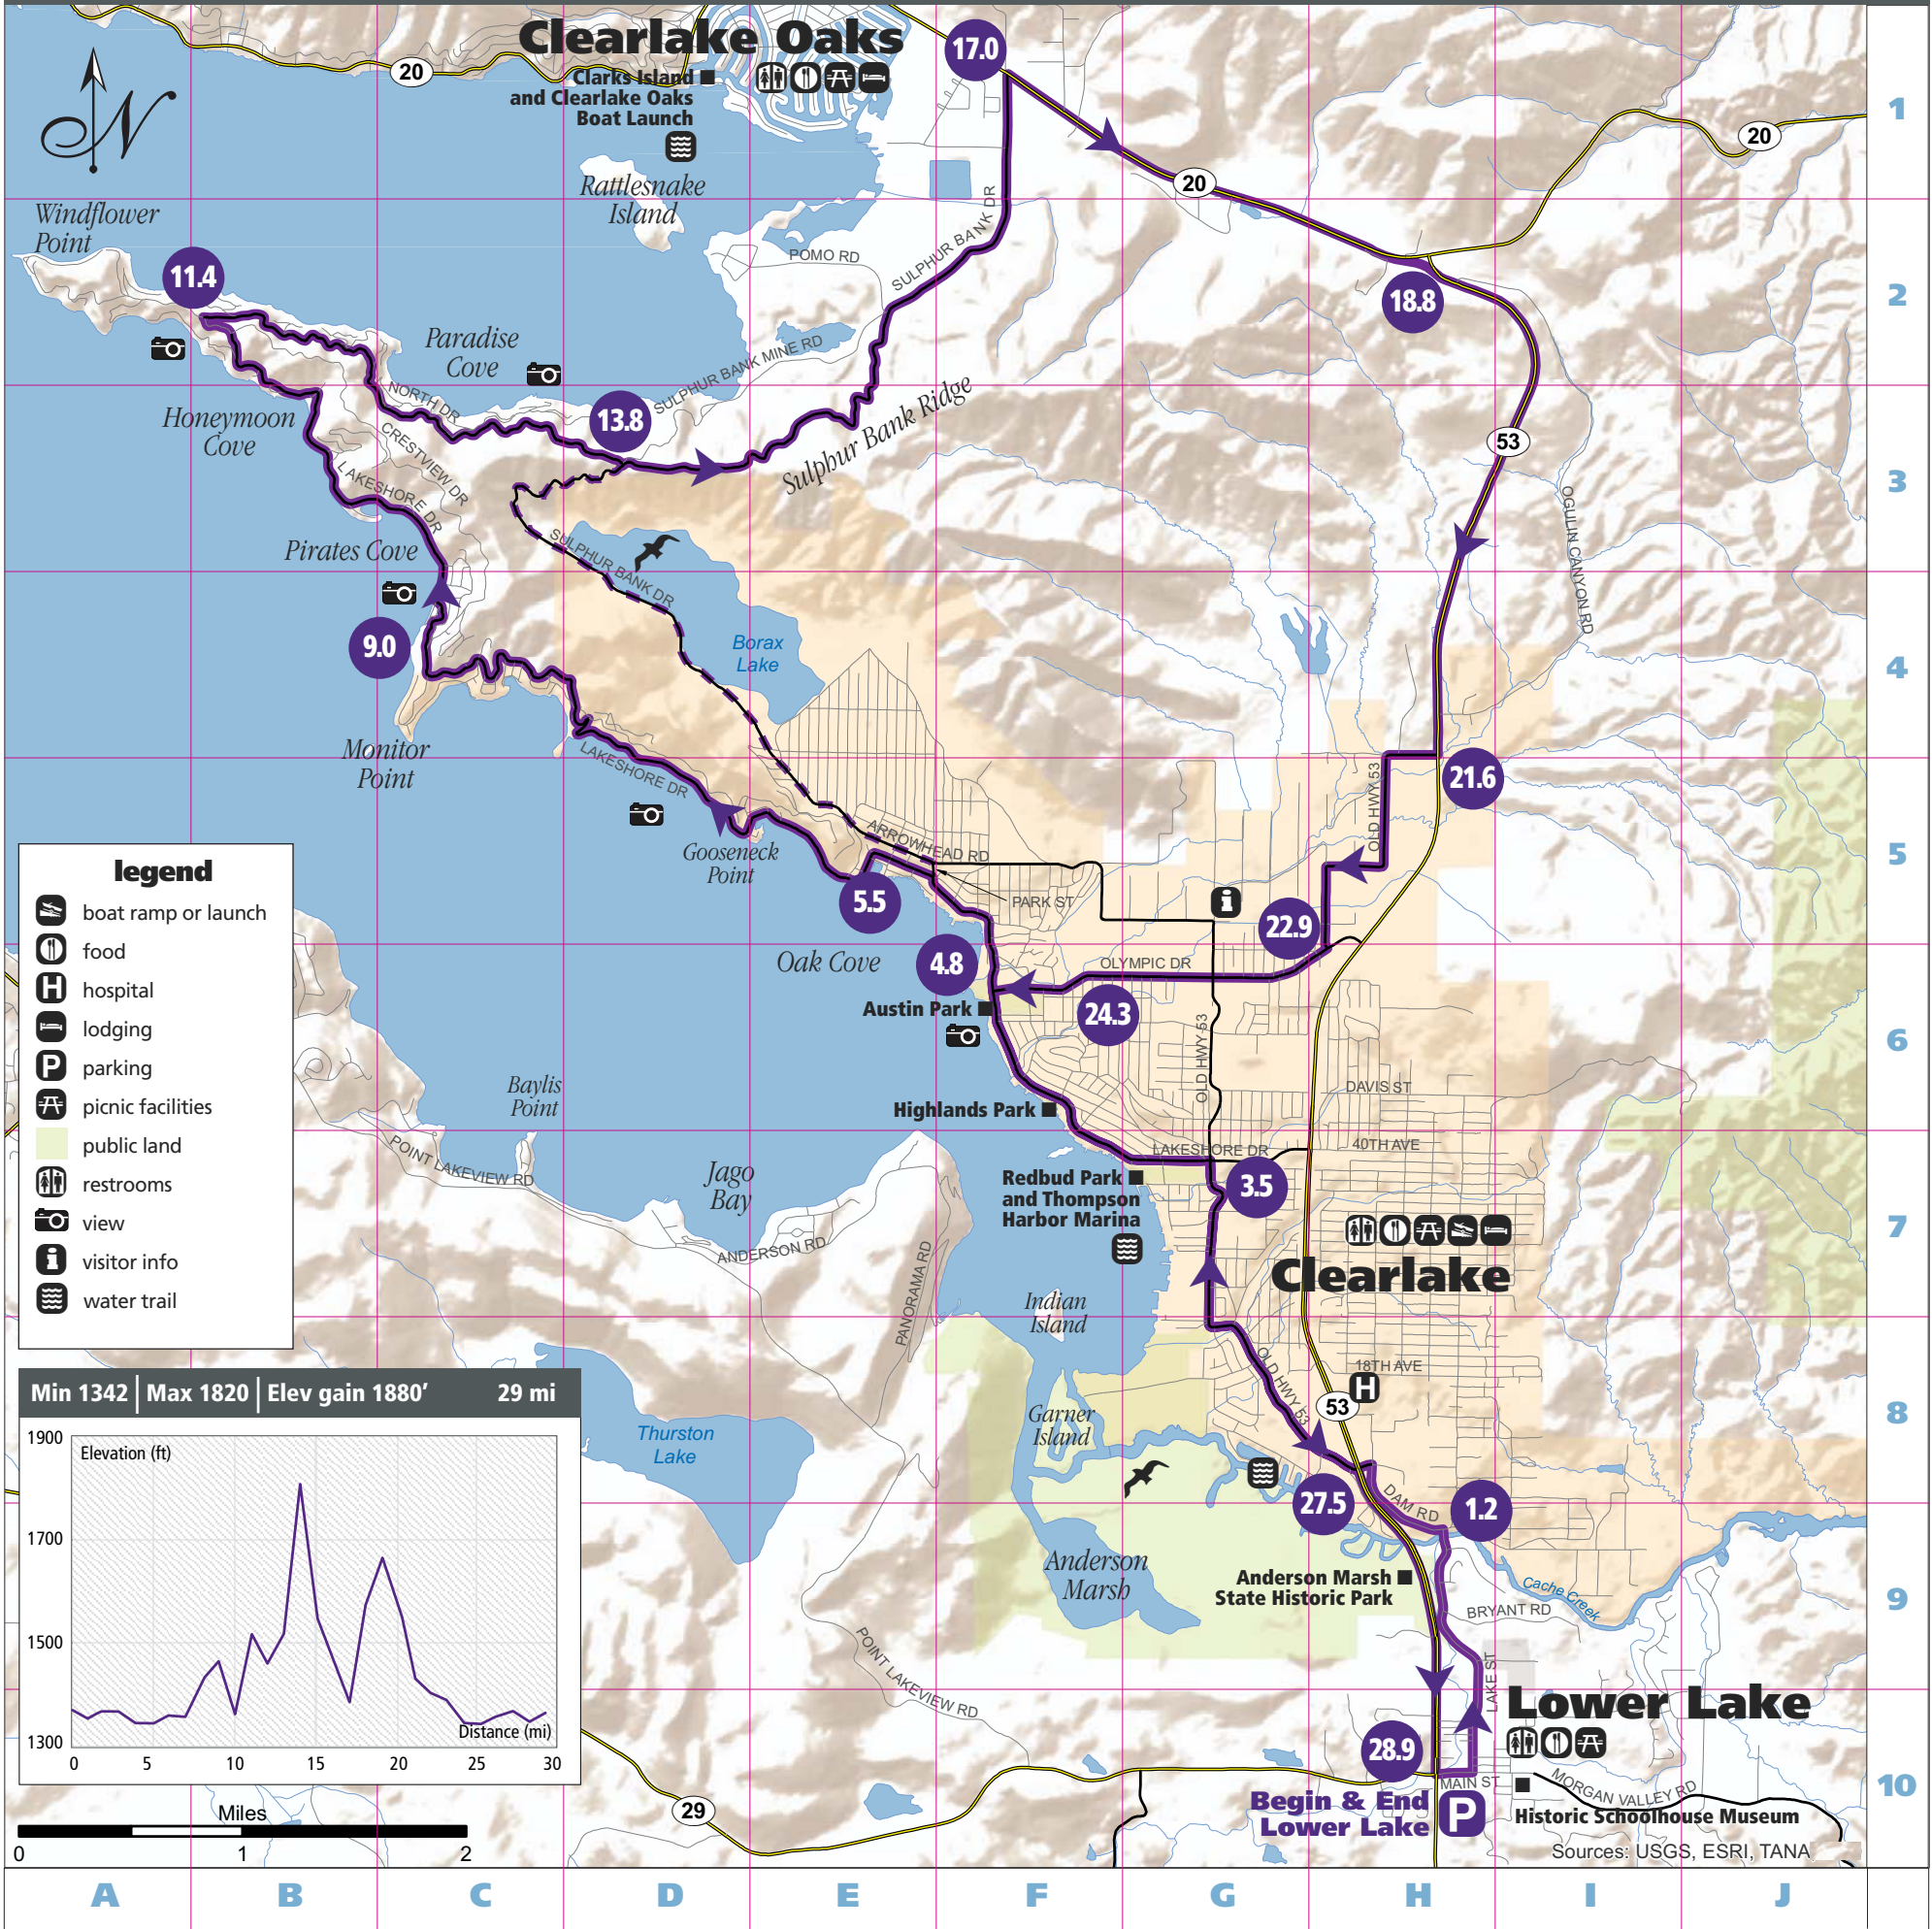 Clearlake Oaks
Clarks Island
and Clearlake Oaks
Boat Launch
17.0
20
20
20
1
N
Rattlesnake
Island
Windflower
Point
11.4
POMO RD
SULPHUR BANK DR
18.8
2
Paradise
Cove
SULPHUR BANK MINE RD
NORTH DR
13.8
Honeymoon
Cove
CRESTVIEW DR
LAKESHORE DR
Sulphur Bank Ridge
53
OGULIN CANYON RD
3
Pirates Cove
SULPHUR BANK DR
9.0
Borax
Lake
4
Monitor
Point
LAKESHORE DR
OLD HWY 53
21.6
Gooseneck
Point
ARROWHEAD RD
5
5.5
PARK ST
22.9
Oak Cove
4.8
OLYMPIC DR
Austin Park
24.3
OLD HWY 53
6
Baylis
Point
Highlands Park
DAVIS ST
POINT LAKEVIEW RD
LAKESHORE DR
40TH AVE
Jago
Bay
Redbud Park
and Thompson
Harbor Marina
3.5
7
ANDERSON RD
PANORAMA RD
Clearlake
Indian
Island
OLD HWY 53
18TH AVE
H
53
Garner
Island
8
Thurston
Lake
27.5
DAM RD
1.2
Anderson
Marsh
Anderson Marsh
State Historic Park
Cache Creek
BRYANT RD
9
POINT LAKEVIEW RD
LAKE ST
Lower Lake
28.9
MAIN ST
MORGAN VALLEY RD
10
Begin & End
Lower Lake
P
Historic Schoolhouse Museum
29
Sources: USGS, ESRI, TANA
legend
boat ramp or launch
food
H hospital
lodging
P parking
picnic facilities
public land
restrooms
view
i visitor info
water trail
Min 1342 | Max 1820 | Elev gain 1880’ 29 mi
1900
Elevation (ft)
1700
1500
1300
Distance (mi)
0 5 10 15 20 25 30
Miles
0 1 2
A B C D E F G H I J